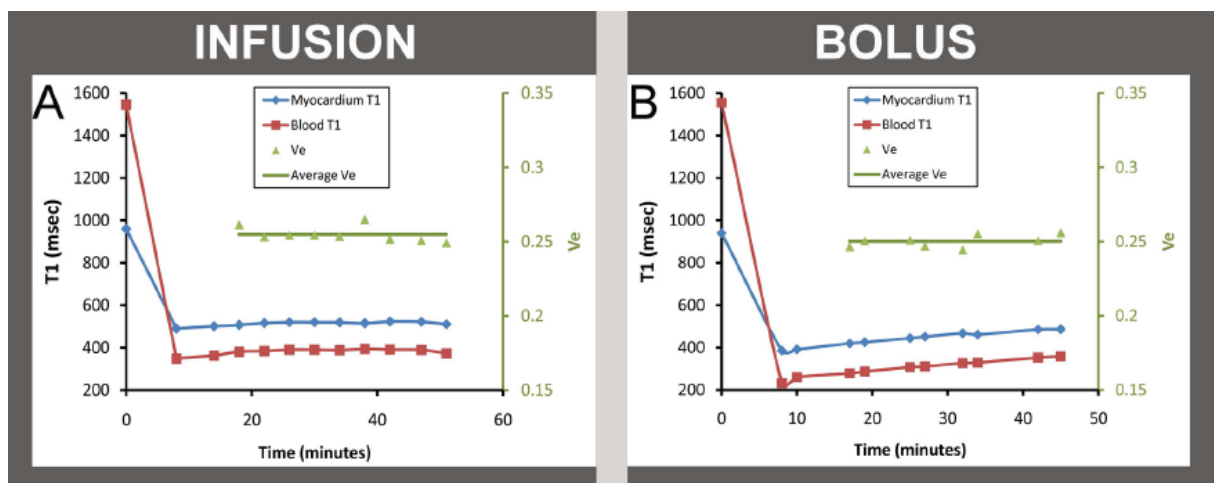 INFUSION
A
Myocardium T1
Blood T1
Ve
Average Ve
1600
1400
1200
1000
800
600
400
200
T1 (msec)
0.35
0.3
0.25
0.2
0.15
Ve
0 20 40 60
Time (minutes)
BOLUS
B
Myocardium T1
Blood T1
Ve
Average Ve
1600
1400
1200
1000
800
600
400
200
T1 (msec)
0.35
0.3
0.25
0.2
0.15
Ve
0 10 20 30 40 50
Time (minutes)